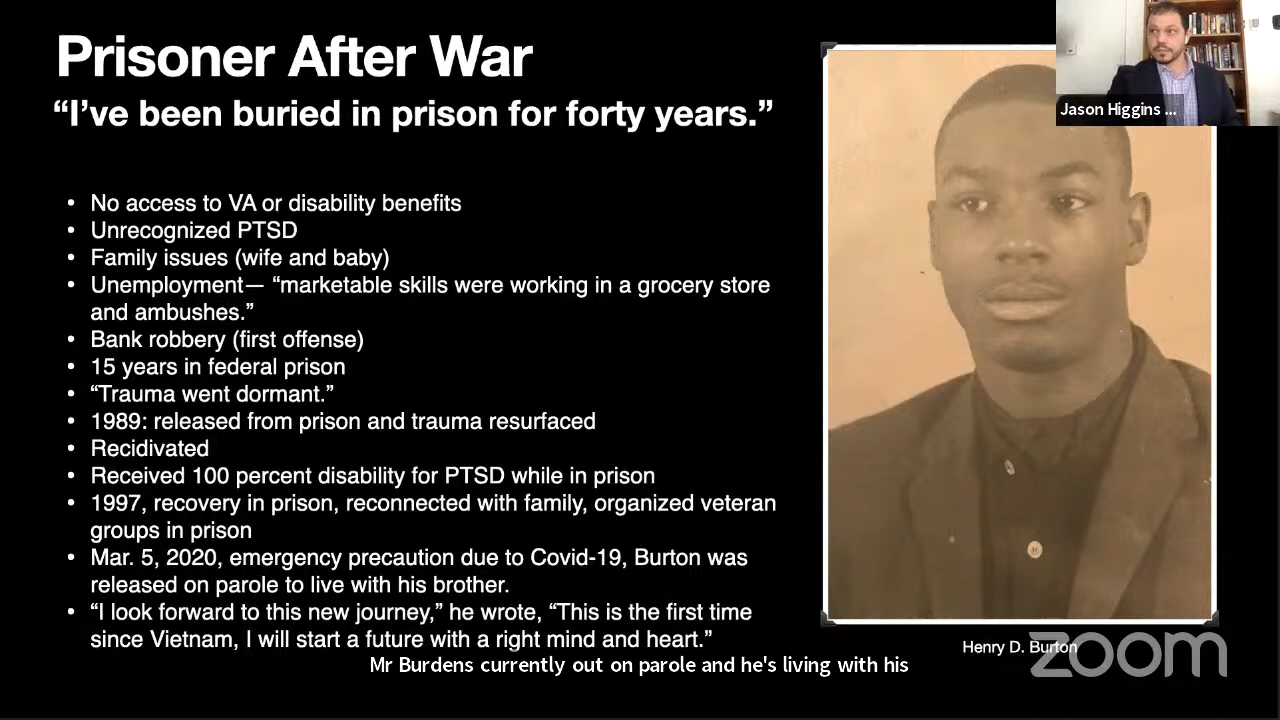 Prisoner After War
“I’ve been buried in prison for forty years.”
• No access to VA or disability benefits
• Unrecognized PTSD
• Family issues (wife and baby)
• Unemployment— “marketable skills were working in a grocery store
and ambushes.”
• Bank robbery (first offense)
• 15 years in federal prison
• “Trauma went dormant.”
• 1989: released from prison and trauma resurfaced
• Recidivated
• Received 100 percent disability for PTSD while in prison
• 1997, recovery in prison, reconnected with family, organized veteran
groups in prison
• Mar. 5, 2020, emergency precaution due to Covid-19, Burton was
released on parole to live with his brother.
• “I look forward to this new journey,” he wrote, “This is the first time
since Vietnam, I will start a future with a right mind and heart.”
Jason Higgins ...
Henry D. Burton
zoom
Mr Burdens currently out on parole and he's living with his